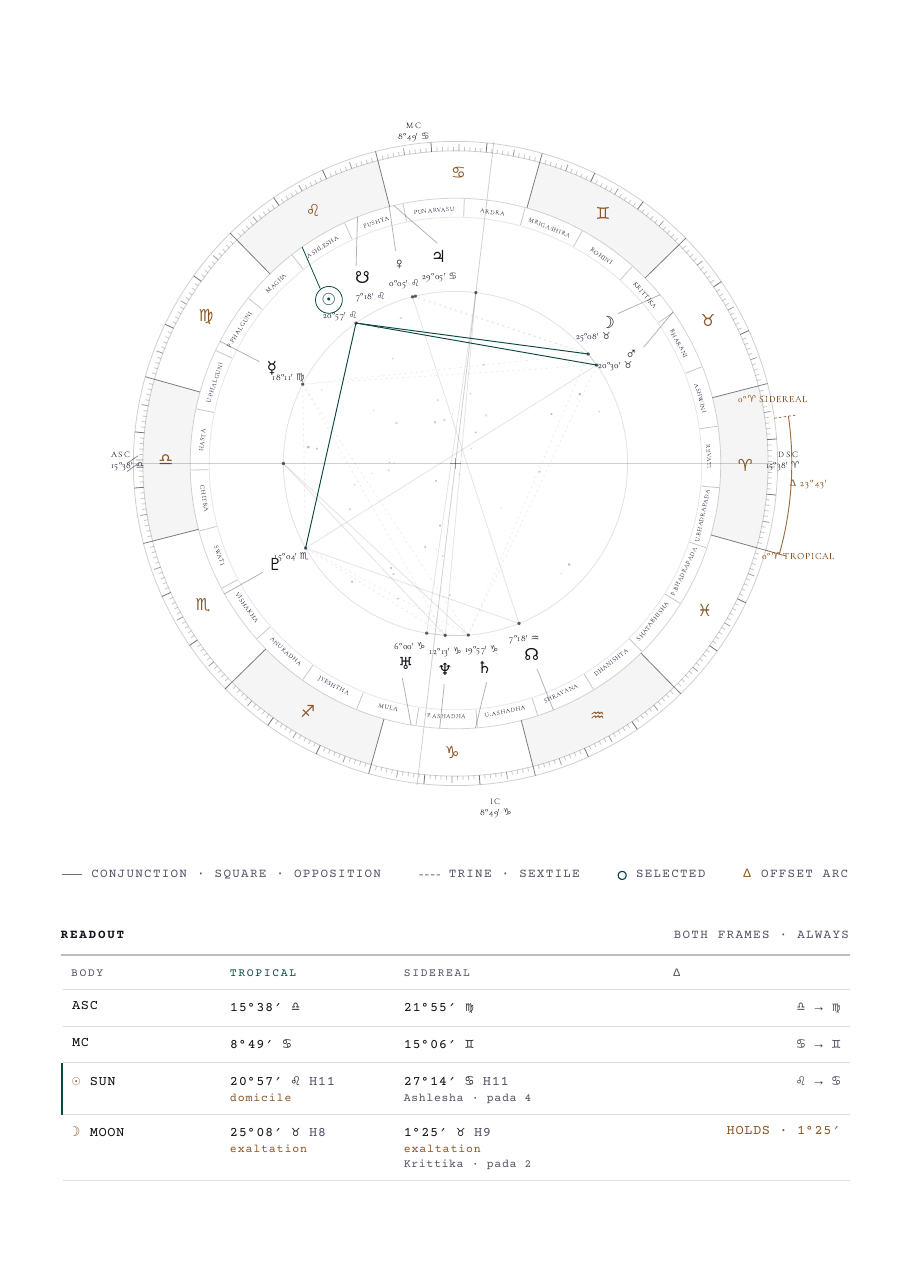 MC
8°49′ ♋
♋
♌
♊
PUSHYA
PUNARVASU
ARDRA
MRIGASHIRA
ASHLESHA
ROHINI
MAGHA
KRITTIKA
♍
P.PHALGUNI
BHARANI
♉
☋
7°18′ ♌
♀
0°05′ ♌
♃
29°05′ ♋
☉
20°57′ ♌
☽
25°08′ ♉
♂
20°30′ ♉
☿
18°11′ ♍
U.PHALGUNI
ASHWINI
0°♈ SIDEREAL
HASTA
REVATI
ASC
15°38′ ♎
♎
♈
DSC
15°38′ ♈
Δ 23°43′
CHITRA
U.BHADRAPADA
SWATI
P.BHADRAPADA
0°♈ TROPICAL
♇
15°04′ ♏
♏
VISHAKHA
SHATABHISHA
♓
ANURADHA
DHANISHTA
JYESHTHA
SHRAVANA
MULA
P.ASHADHA
U.ASHADHA
6°00′ ♑
♅
12°13′ ♑
♆
19°57′ ♑
♄
7°18′ ♒
☊
♐
♑
♒
IC
8°49′ ♑
CONJUNCTION · SQUARE · OPPOSITION
TRINE · SEXTILE
SELECTED
Δ OFFSET ARC
READOUT
BOTH FRAMES · ALWAYS
BODY TROPICAL SIDEREAL Δ
ASC 15°38′ ♎ 21°55′ ♍ ♎ → ♍
MC 8°49′ ♋ 15°06′ ♊ ♋ → ♊
☉ SUN 20°57′ ♌ H11 27°14′ ♋ H11 ♌ → ♋
domicile Ashlesha · pada 4
☽ MOON 25°08′ ♉ H8 1°25′ ♉ H9 HOLDS · 1°25′
exaltation exaltation
Krittika · pada 2